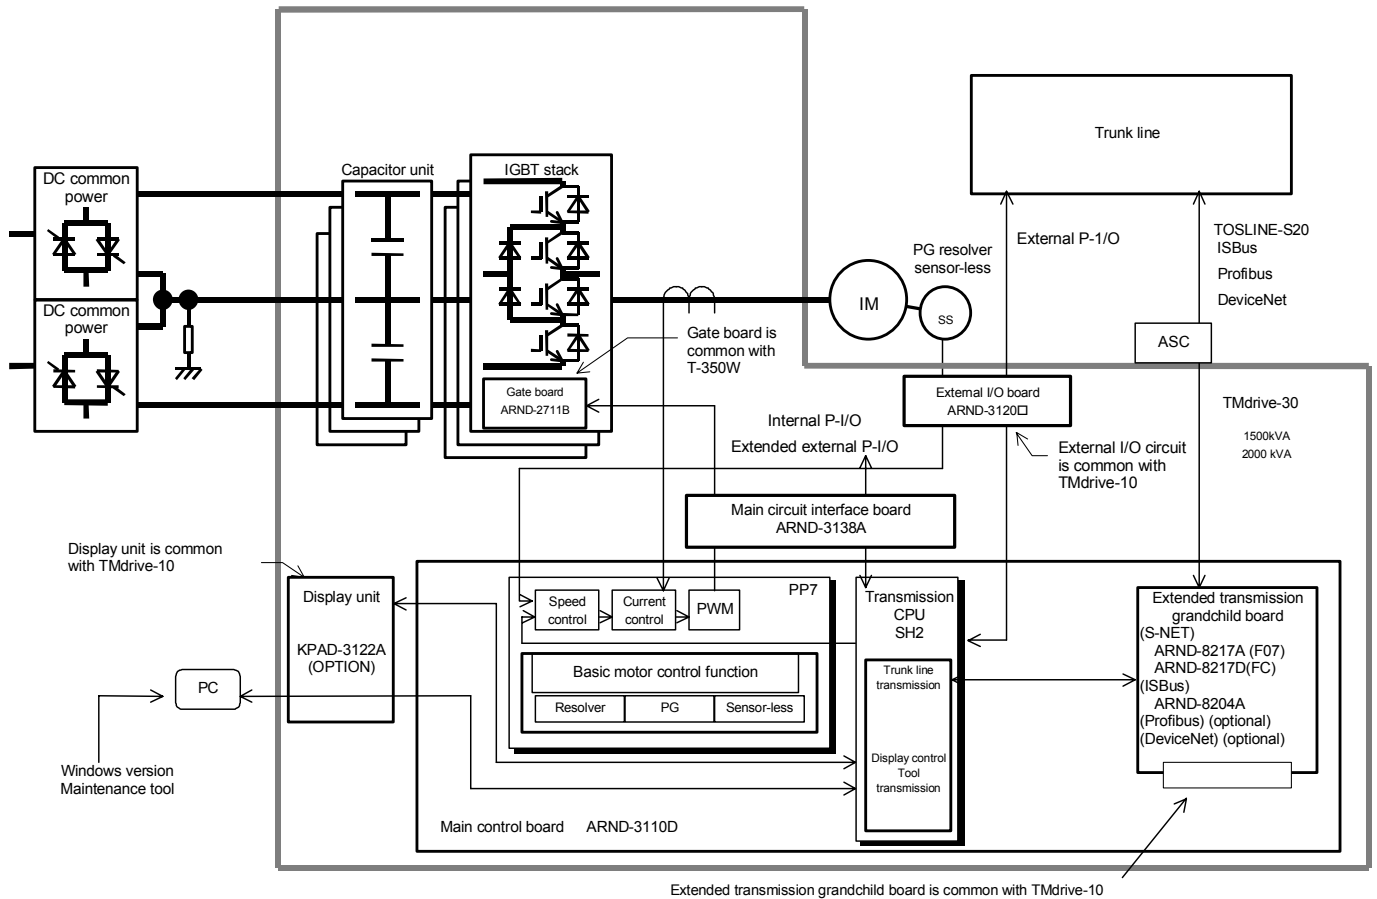 Trunk line
DC common
power
Capacitor unit
IGBT stack
External P-1/O
TOSLINE-S20
ISBus
Profibus
DeviceNet
PG resolver
sensor-less
IM
SS
DC common
power
Gate board is
common with
T-350W
ASC
Gate board
ARND-2711B
External I/O board
ARND-3120□
TMdrive-30
1500kVA
2000 kVA
Internal P-I/O
Extended external P-I/O
External I/O circuit
is common with
TMdrive-10
Main circuit interface board
ARND-3138A
Display unit is common
with TMdrive-10
Display unit
KPAD-3122A
(OPTION)
PP7
Speed
control
Current
control
PWM
Transmission
CPU
SH2
Extended transmission
grandchild board
(S-NET)
ARND-8217A (F07)
ARND-8217D(FC)
(ISBus)
ARND-8204A
(Profibus) (optional)
(DeviceNet) (optional)
Basic motor control function
Resolver
PG
Sensor-less
Trunk line
transmission
PC
Display control
Tool
transmission
Windows version
Maintenance tool
Main control board ARND-3110D
Extended transmission grandchild board is common with TMdrive-10